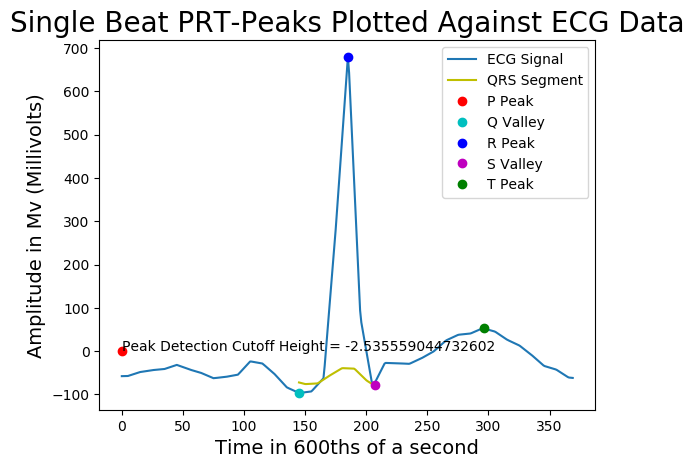 Single Beat PRT-Peaks Plotted Against ECG Data
Amplitude in Mv (Millivolts)
700
600
500
400
300
200
100
0
−100
ECG Signal
QRS Segment
P Peak
Q Valley
R Peak
S Valley
T Peak
Peak Detection Cutoff Height = -2.535559044732602
0 50 100 150 200 250 300 350
Time in 600ths of a second